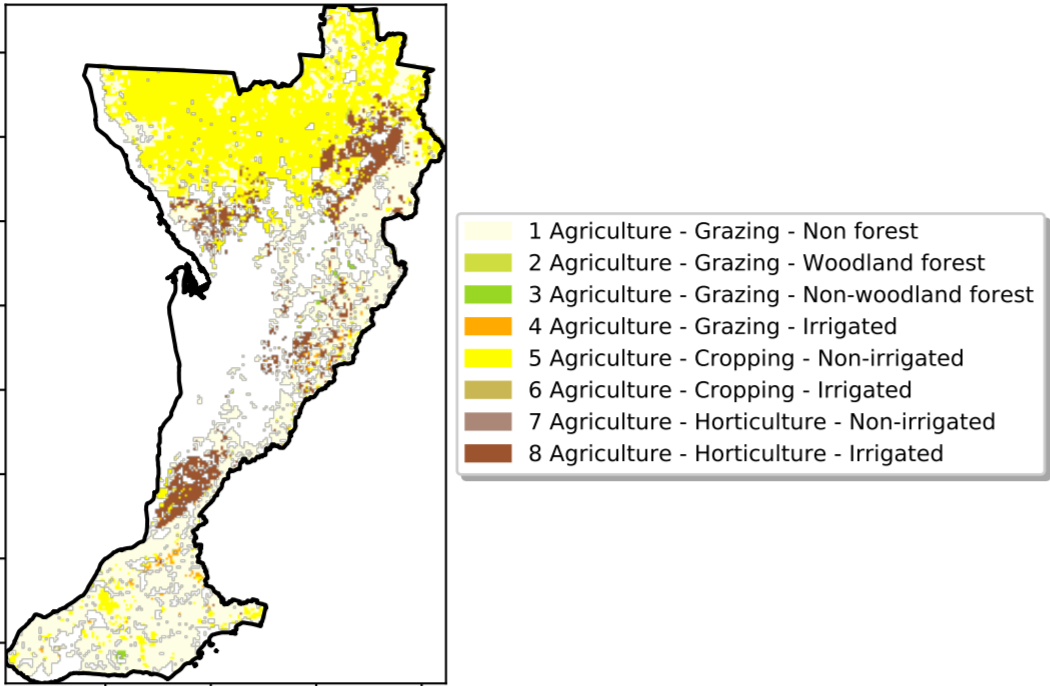 1 Agriculture - Grazing - Non forest
2 Agriculture - Grazing - Woodland forest
3 Agriculture - Grazing - Non-woodland forest
4 Agriculture - Grazing - Irrigated
5 Agriculture - Cropping - Non-irrigated
6 Agriculture - Cropping - Irrigated
7 Agriculture - Horticulture - Non-irrigated
8 Agriculture - Horticulture - Irrigated